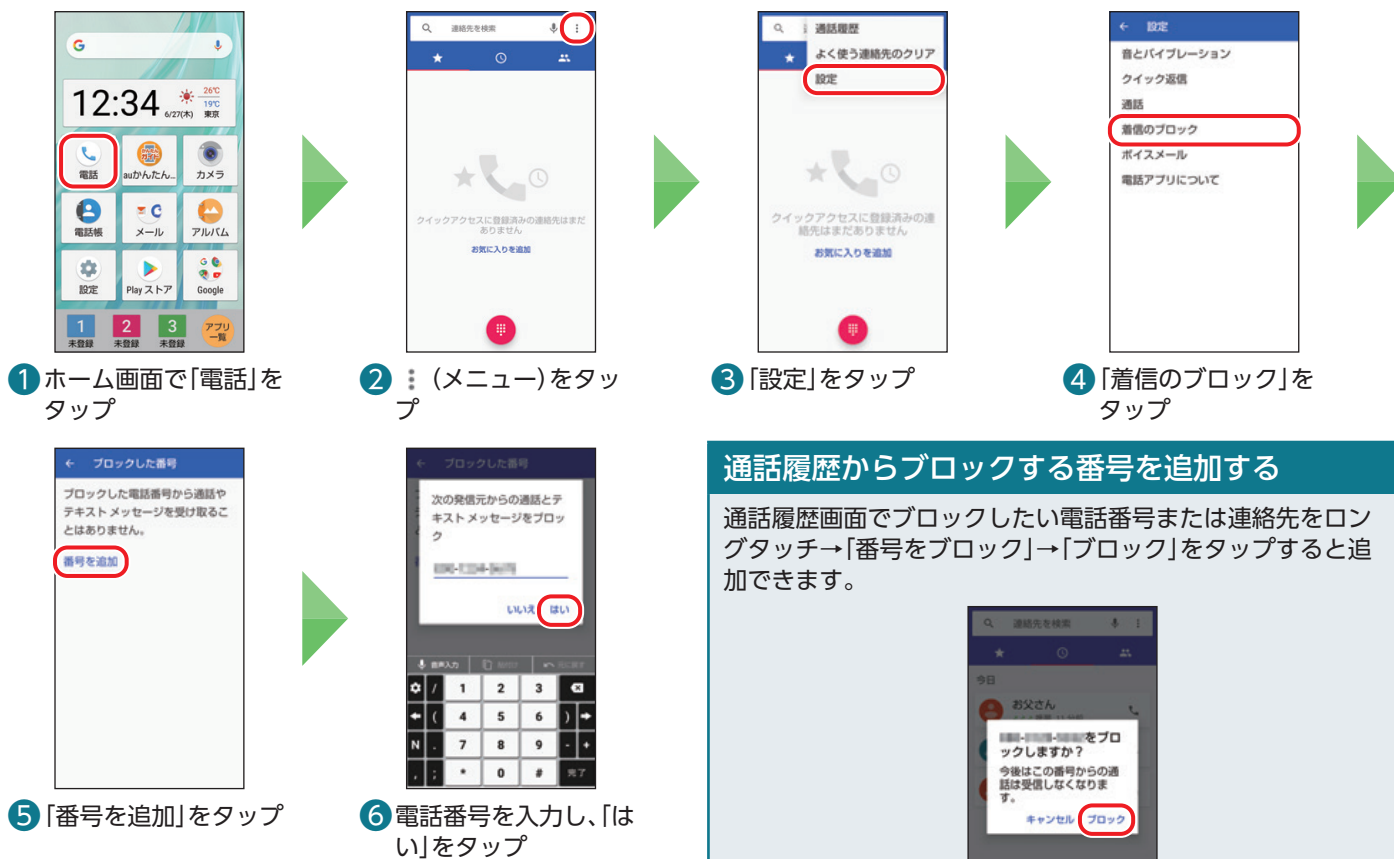 連絡先を検索
12:34
26℃
19℃
6/27(木) 東京
電話
auかんたん...
カメラ
電話帳
メール
アルバム
設定
Play ストア
Google
1
2
3
アプリ
一覧
未登録
未登録
未登録
❶ ホーム画面で「電話」を
タップ
クイックアクセスに登録済みの連絡先はまだ
ありません
お気に入りを追加
❷ ⋮ (メニュー)をタッ
プ
通話履歴
よく使う連絡先のクリア
設定
クイックアクセスに登録済みの連
絡先はまだありません
お気に入りを追加
❸「設定」をタップ
← 設定
音とバイブレーション
クイック返信
通話
着信のブロック
ボイスメール
電話アプリについて
❹「着信のブロック」を
タップ
← ブロックした番号
ブロックした電話番号から通話や
テキスト メッセージを受け取るこ
とはありません。
番号を追加
❺「番号を追加」をタップ
← ブロックした番号
次の発信元からの通話とテ
キスト メッセージをブロッ
ク
いいえ はい
音声入力 貼付け 元に戻す
/ 1 2 3
( 4 5 6 )
N . 7 8 9 - +
, ; * 0 # 完了
❻ 電話番号を入力し、「は
い」をタップ
通話履歴からブロックする番号を追加する
通話履歴画面でブロックしたい電話番号または連絡先をロン
グタッチ→「番号をブロック」→「ブロック」をタップすると追
加できます。
連絡先を検索
今日
お父さん
をブロ
ックしますか？
今後はこの番号からの通
話は受信しなくなりま
す。
キャンセル ブロック